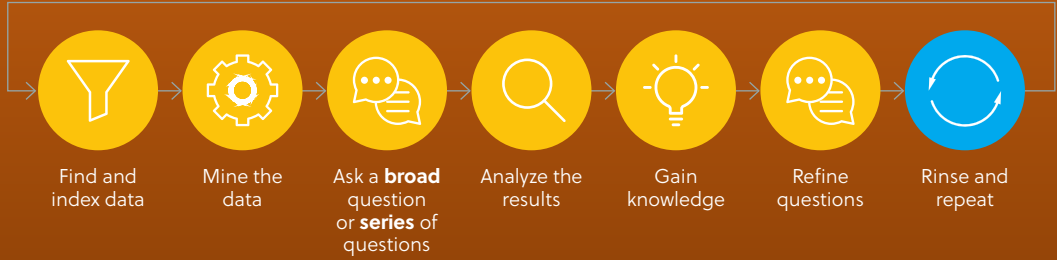 Find and
index data
Mine the
data
Ask a broad
question
or series of
questions
Analyze the
results
Gain
knowledge
Refine
questions
Rinse and
repeat